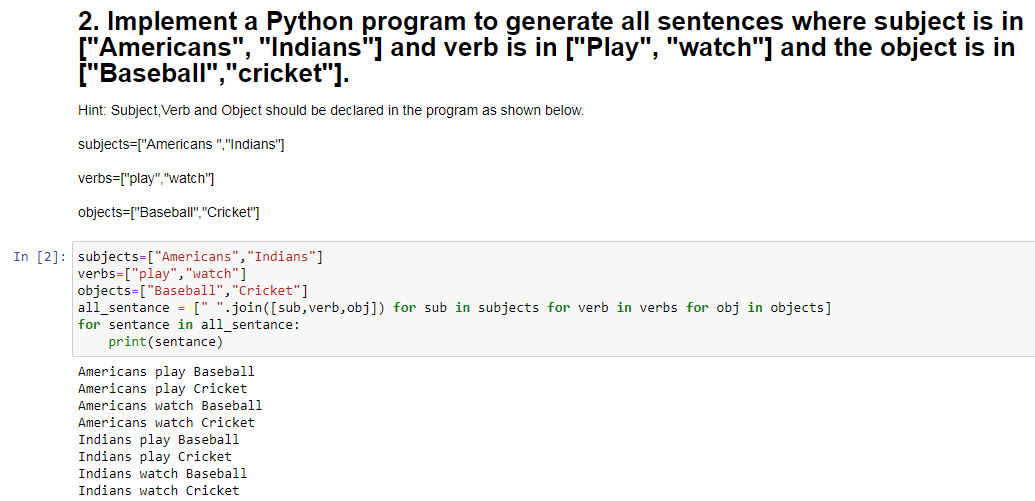 2. Implement a Python program to generate all sentences where subject is in
["Americans", "Indians"] and verb is in ["Play", "watch"] and the object is in
["Baseball","cricket"].
Hint: Subject,Verb and Object should be declared in the program as shown below.
subjects=["Americans ","Indians"]
verbs=["play","watch"]
objects=["Baseball","Cricket"]
In [2]: subjects=["Americans","Indians"]
verbs=["play","watch"]
objects=["Baseball","Cricket"]
all_sentance = [" ".join([sub,verb,obj]) for sub in subjects for verb in verbs for obj in objects]
for sentance in all_sentance:
    print(sentance)
Americans play Baseball
Americans play Cricket
Americans watch Baseball
Americans watch Cricket
Indians play Baseball
Indians play Cricket
Indians watch Baseball
Indians watch Cricket